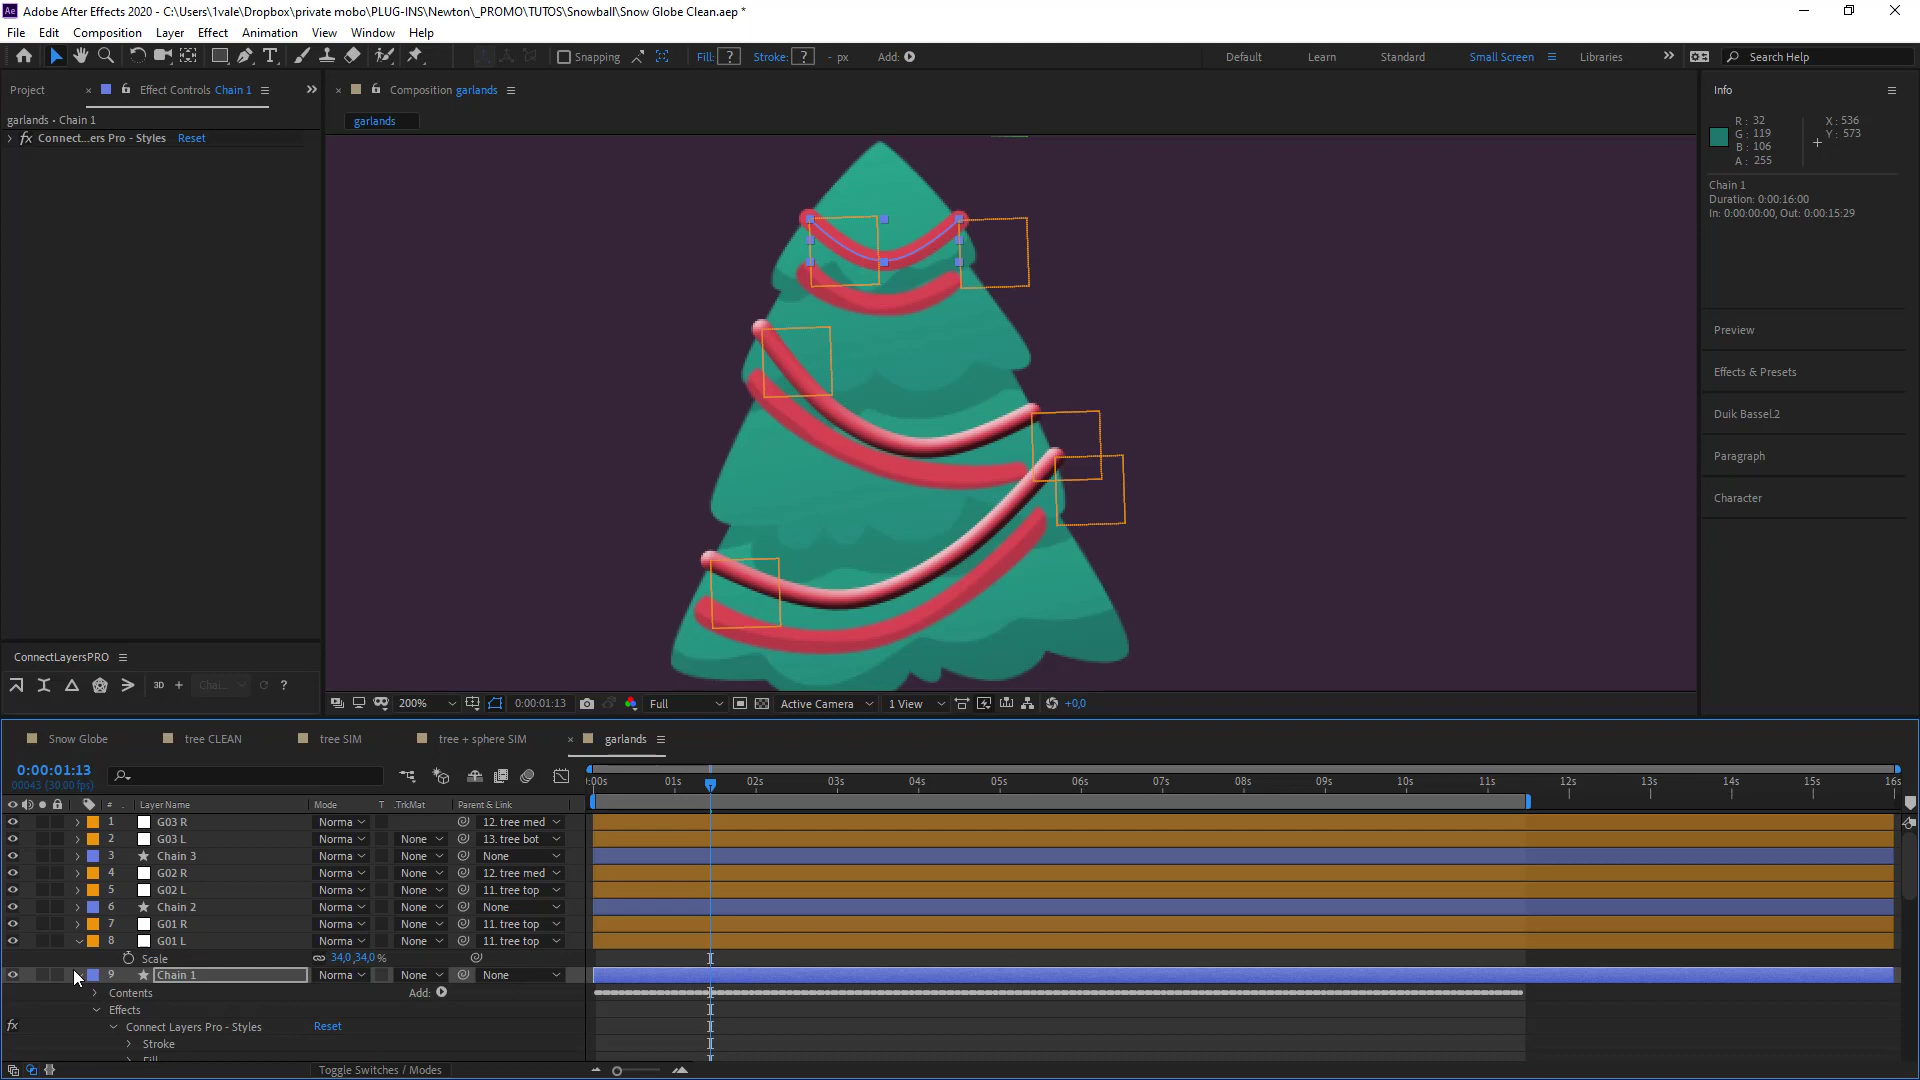 Adobe After Effects 2020 - C:\Users\1vale\Dropbox\private mobo\PLUG-INS\Newton\_PROMO\TUTOS\Snowball\Snow Globe Clean.aep *
File Edit Composition Layer Effect Animation View Window Help
Snapping Fill: ? Stroke: ? - px Add: Default Learn Standard Small Screen Libraries Search Help
Project Effect Controls Chain 1
Composition garlands
Info
garlands • Chain 1
garlands
fx Connect...ers Pro - Styles Reset
R: 32
G: 119
B: 106
A: 255
X: 536
Y: 573
Chain 1
Duration: 0:00:16:00
In: 0:00:00:00, Out: 0:00:15:29
Preview
Effects & Presets
Duik Bassel.2
Paragraph
Character
ConnectLayersPRO
3D + Chai... ?
200% 0:00:01:13 Full Active Camera 1 View +0,0
Snow Globe tree CLEAN tree SIM tree + sphere SIM garlands
0:00:01:13
00043 (30.00 fps)
:00s 01s 02s 03s 04s 05s 06s 07s 08s 09s 10s 11s 12s 13s 14s 15s 16s
# Layer Name Mode T .TrkMat Parent & Link
1 G03 R Norma 12. tree med
2 G03 L Norma None 13. tree bot
3 Chain 3 Norma None None
4 G02 R Norma None 12. tree med
5 G02 L Norma None 11. tree top
6 Chain 2 Norma None None
7 G01 R Norma None 11. tree top
8 G01 L Norma None 11. tree top
Scale 34,0,34,0%
9 Chain 1 Norma None None
Contents Add:
Effects
fx Connect Layers Pro - Styles Reset
Stroke
Fill
Toggle Switches / Modes